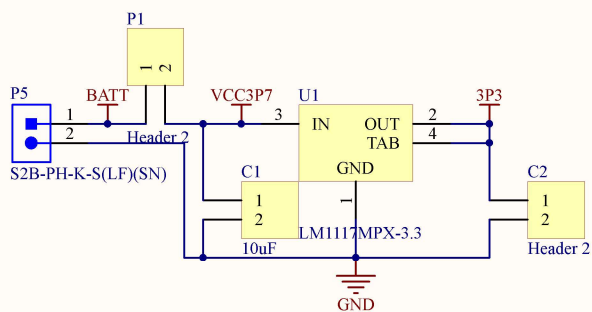 P1
1 2
Header 2
P5
1
2
S2B-PH-K-S(LF)(SN)
BATT
VCC3P7
U1
3
IN
OUT
TAB
GND
2
4
1
LM1117MPX-3.3
3P3
C1
1
2
10uF
C2
1
2
Header 2
GND